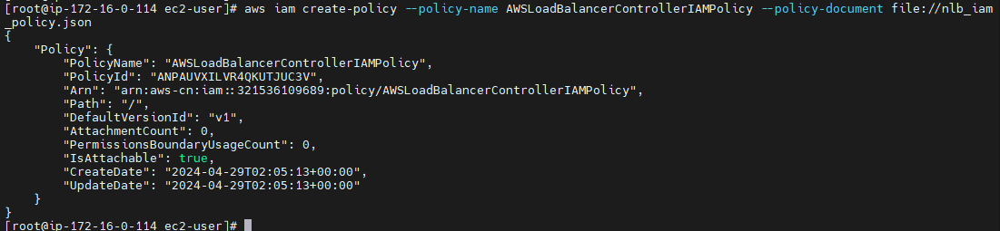 [root@ip-172-16-0-114 ec2-user]# aws iam create-policy --policy-name AWSLoadBalancerControllerIAMPolicy --policy-document file://nlb_iam
_policy.json
{
    "Policy": {
        "PolicyName": "AWSLoadBalancerControllerIAMPolicy",
        "PolicyId": "ANPAUVXILVR4QKUTJUC3V",
        "Arn": "arn:aws-cn:iam::321536109689:policy/AWSLoadBalancerControllerIAMPolicy",
        "Path": "/",
        "DefaultVersionId": "v1",
        "AttachmentCount": 0,
        "PermissionsBoundaryUsageCount": 0,
        "IsAttachable": true,
        "CreateDate": "2024-04-29T02:05:13+00:00",
        "UpdateDate": "2024-04-29T02:05:13+00:00"
    }
}
[root@ip-172-16-0-114 ec2-user]#